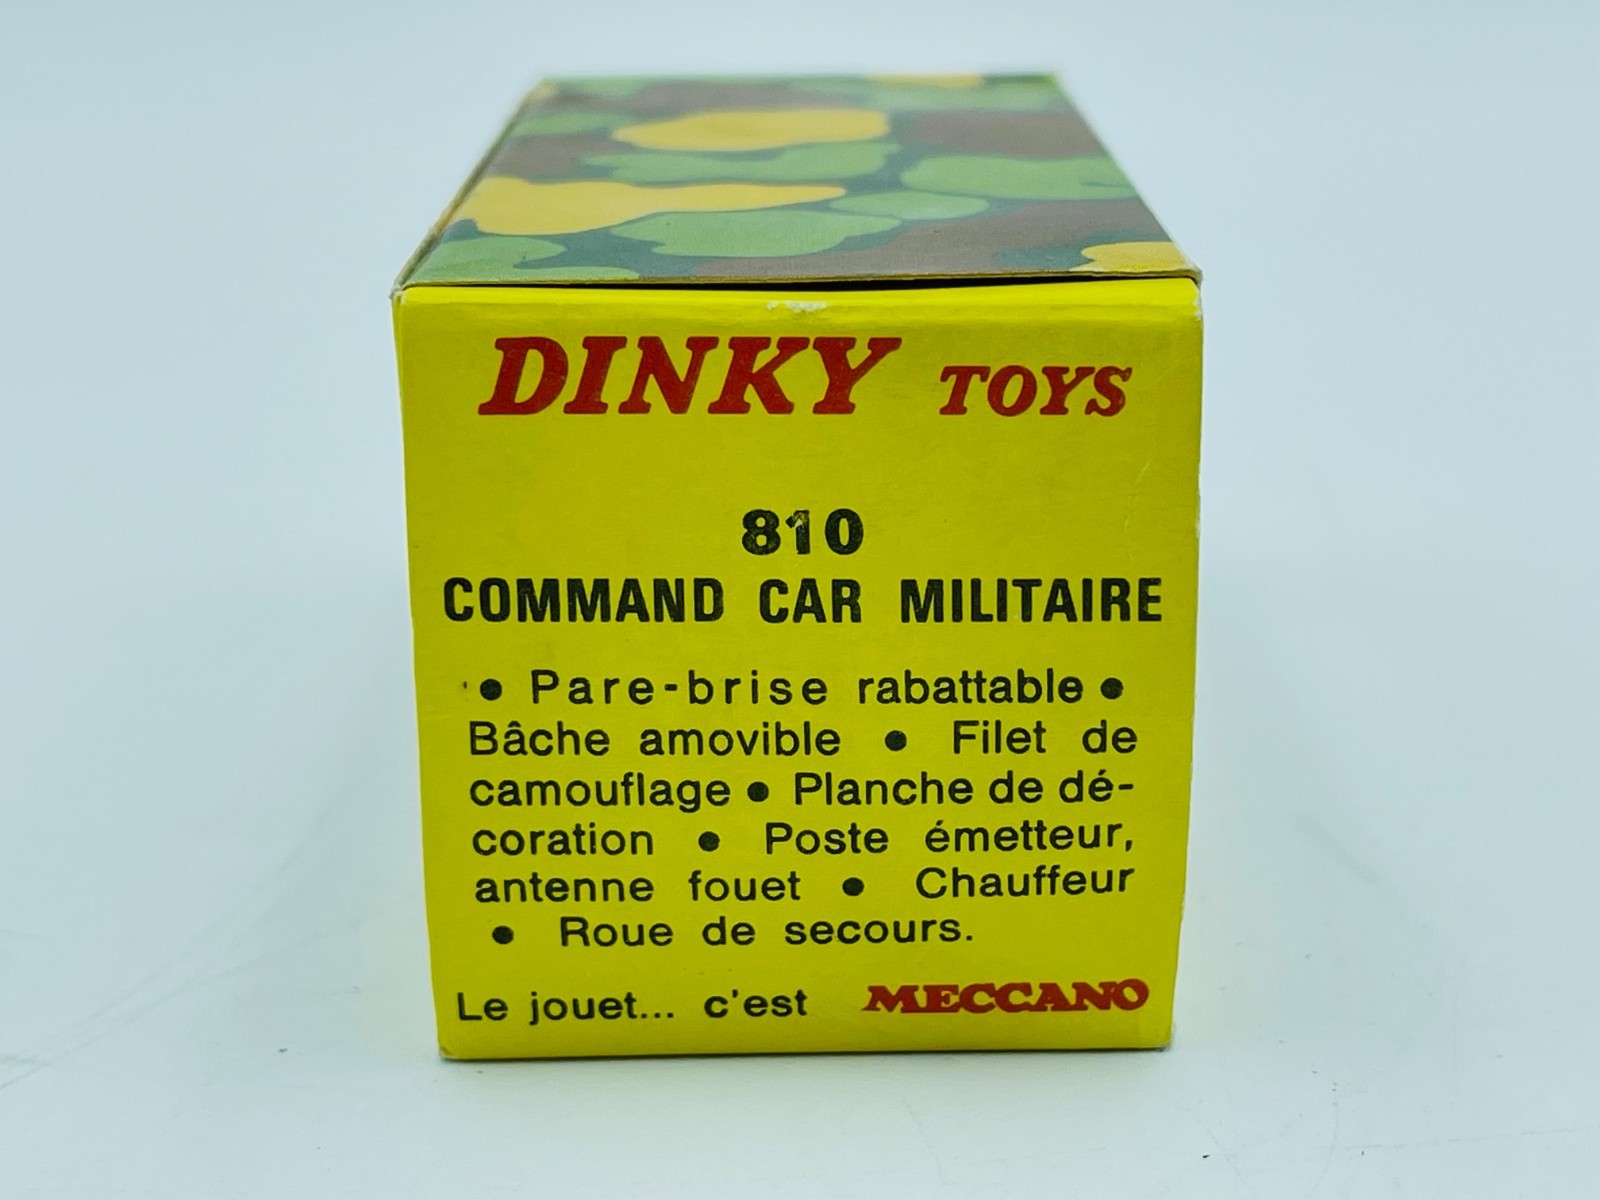 DINKY TOYS
810
COMMAND CAR MILITAIRE
• Pare-brise rabattable •
Bâche amovible • Filet de
camouflage • Planche de dé-
coration • Poste émetteur,
antenne fouet • Chauffeur
• Roue de secours.
Le jouet... c'est MECCANO